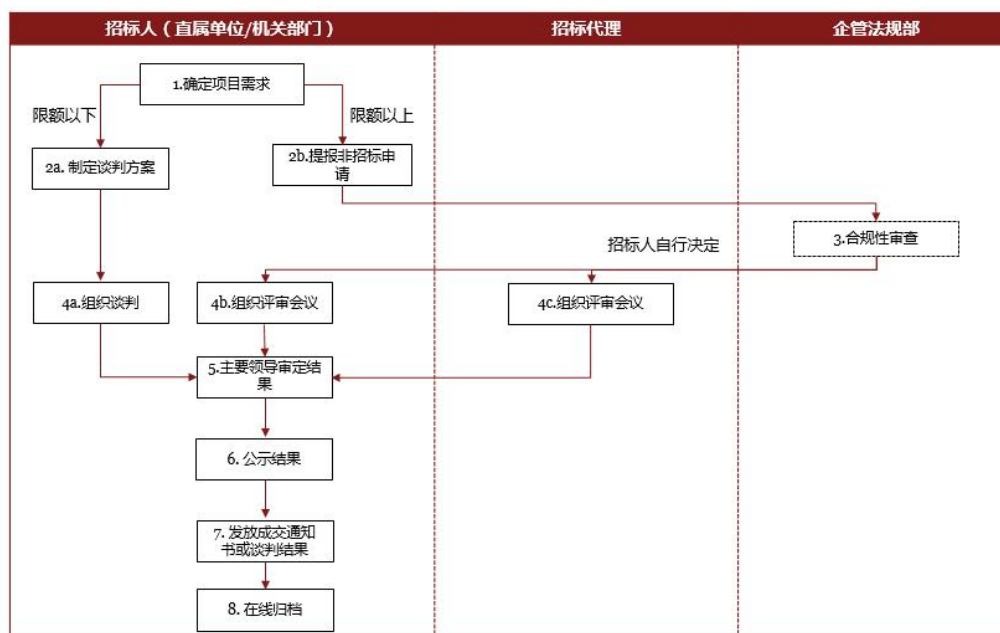 招标人（直属单位/机关部门）
招标代理
企管法规部
1.确定项目需求
限额以下
限额以上
2a. 制定谈判方案
2b.提报非招标申
请
3.合规性审查
招标人自行决定
4a.组织谈判
4b.组织评审会议
4c.组织评审会议
5.主要领导审定结
果
6. 公示结果
7. 发放成交通知
书或谈判结果
8. 在线归档